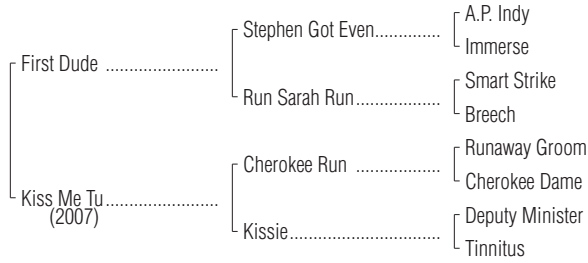 A.P. Indy
Stephen Got Even
Immerse
First Dude
Smart Strike
Run Sarah Run
Breech
Runaway Groom
Cherokee Run
Cherokee Dame
Kiss Me Tu
(2007)
Deputy Minister
Kissie
Tinnitus